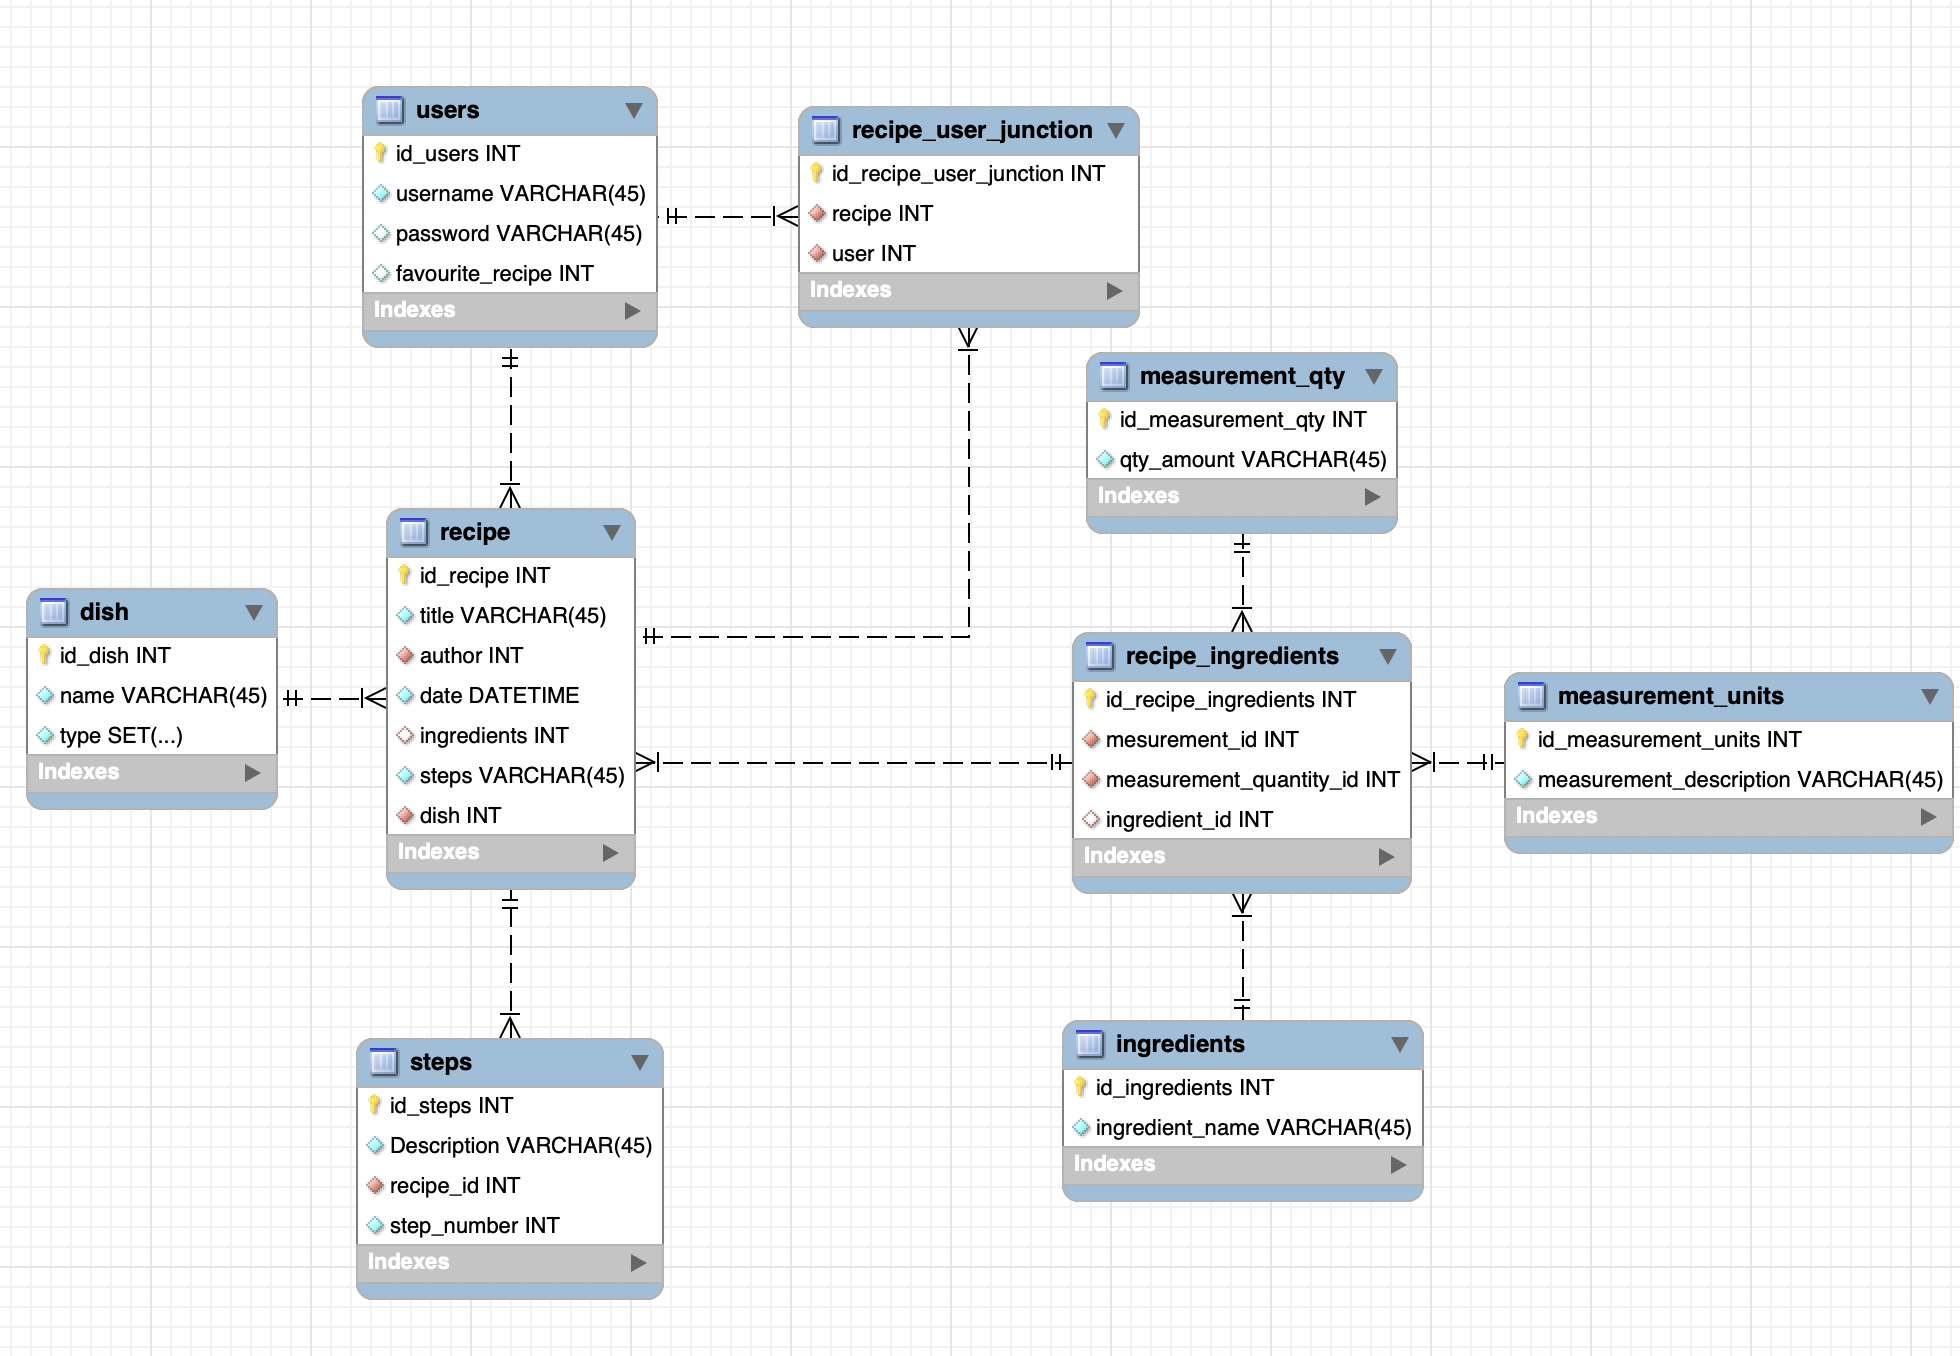 users
id_users INT
username VARCHAR(45)
password VARCHAR(45)
favourite_recipe INT
Indexes
recipe_user_junction
id_recipe_user_junction INT
recipe INT
user INT
Indexes
measurement_qty
id_measurement_qty INT
qty_amount VARCHAR(45)
Indexes
recipe
id_recipe INT
title VARCHAR(45)
author INT
date DATETIME
ingredients INT
steps VARCHAR(45)
dish INT
Indexes
dish
id_dish INT
name VARCHAR(45)
type SET(...)
Indexes
recipe_ingredients
id_recipe_ingredients INT
mesurement_id INT
measurement_quantity_id INT
ingredient_id INT
Indexes
measurement_units
id_measurement_units INT
measurement_description VARCHAR(45)
Indexes
steps
id_steps INT
Description VARCHAR(45)
recipe_id INT
step_number INT
Indexes
ingredients
id_ingredients INT
ingredient_name VARCHAR(45)
Indexes